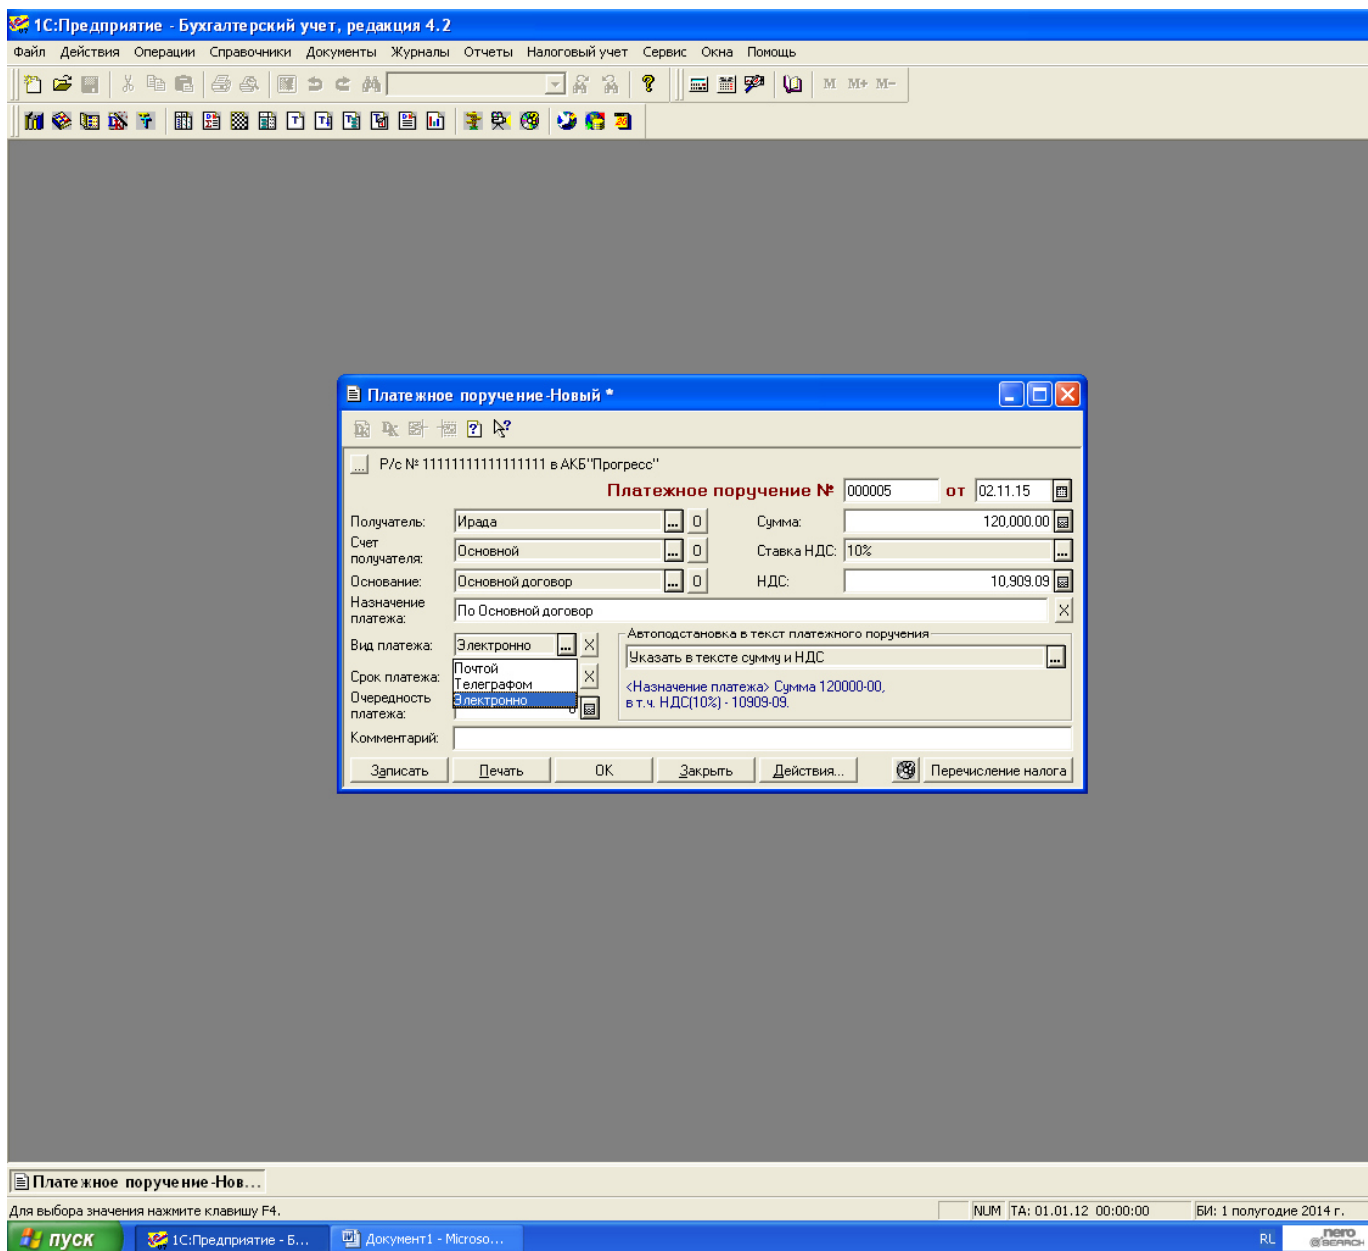 1С:Предприятие - Бухгалтерский учет, редакция 4.2
Файл Действия Операции Справочники Документы Журналы Отчеты Налоговый учет Сервис Окна Помощь
M M+ M-
Платежное поручение-Новый *
... Р/с № 11111111111111111 в АКБ"Прогресс"
Платежное поручение № 000005 от 02.11.15
Получатель: Ирада ... 0 Сумма: 120,000.00
Счет получателя: Основной ... 0 Ставка НДС: 10% ...
Основание: Основной договор ... 0 НДС: 10,909.09
Назначение платежа: По Основной договор X
Вид платежа: Электронно ... X
Автоподстановка в текст платежного поручения
Указать в тексте сумму и НДС ...
Почтой
Срок платежа: Телеграфом X
<Назначение платежа> Сумма 120000-00,
Очередность платежа: Электронно
в т.ч. НДС(10%) - 10909-09.
Комментарий:
Записать Печать OK Закрыть Действия... Перечисление налога
Платежное поручение-Нов...
Для выбора значения нажмите клавишу F4. NUM ТА: 01.01.12 00:00:00 БИ: 1 полугодие 2014 г.
пуск 1С:Предприятие - Б... Документ1 - Microso... RL nero SEARCH